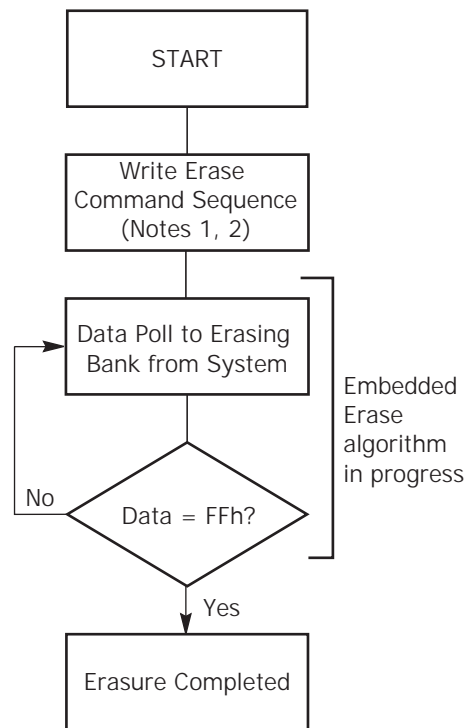 START
Write Erase
Command Sequence
(Notes 1, 2)
Data Poll to Erasing
Bank from System
Embedded
Erase
algorithm
in progress
No
Data = FFh?
Yes
Erasure Completed